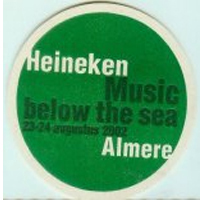 Heineken
Music
below the sea
23-24 augustus 2002
Almere